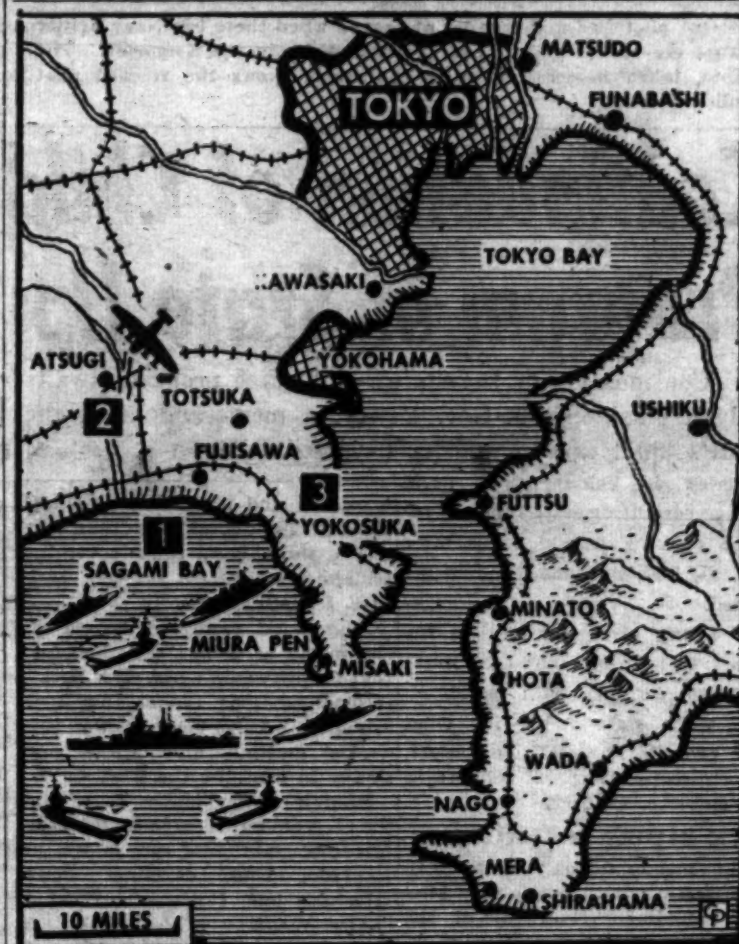 MATSUDO
TOKYO
FUNABASHI
TOKYO BAY
AWASAKI
YOKOHAMA
ATSUGI
TOTSUKA
2
USHIKU
FUJISAWA
3
FUTTSU
1
YOKOSUKA
SAGAMI BAY
MINATO
MIURA PEN
MISAKI
HOTA
WADA
NAGO
MERA
SHIRAHAMA
10 MILES
CP